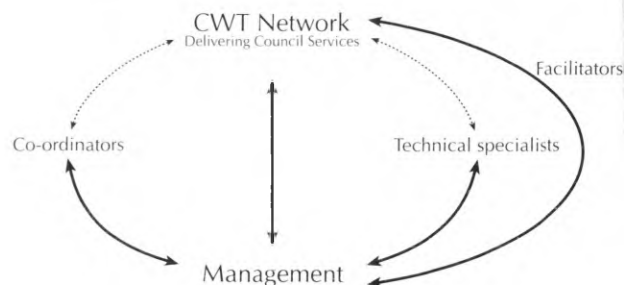 CWT Network
Delivering Council Services
Facilitators
Co-ordinators
Technical specialists
Management